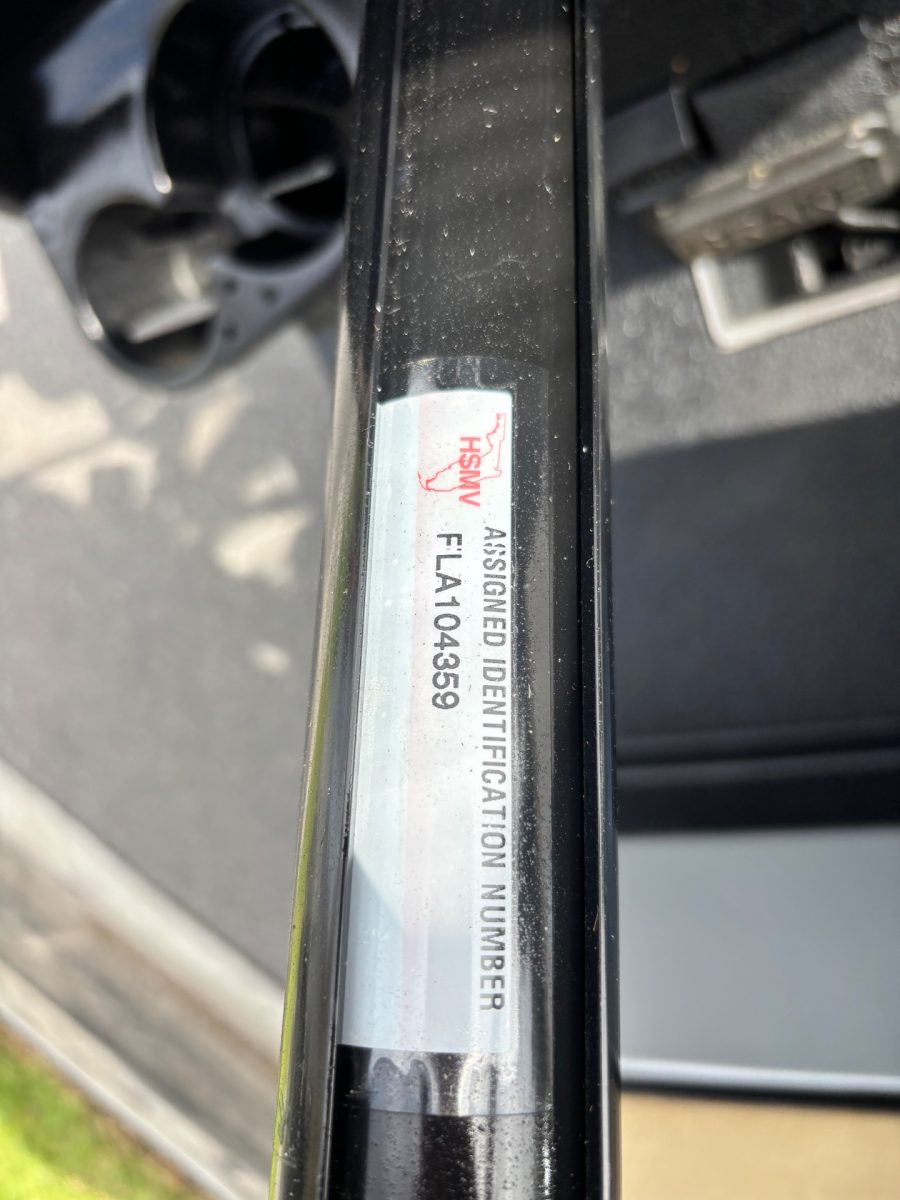 HSMV
ASSIGNED IDENTIFICATION NUMBER
FLA104359